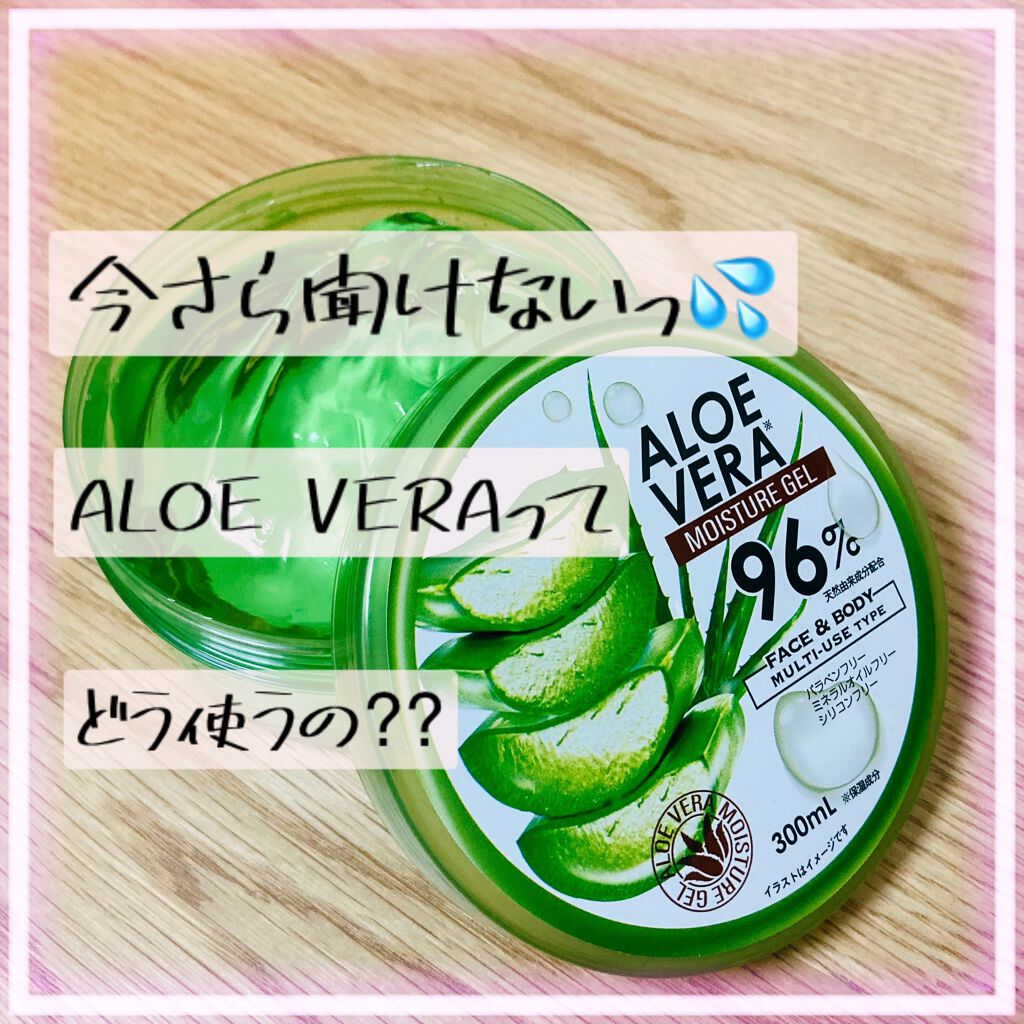 今さら聞けないっ💦
ALOE VERAって
どう使うの??
ALOE
VERA※
MOISTURE GEL
96%
天然由来成分配合
FACE & BODY
MULTI-USE TYPE
パラベンフリー
ミネラルオイルフリー
シリコンフリー
300mL ※保湿成分
イラストはイメージです
ALOE VERA MOISTURE GEL